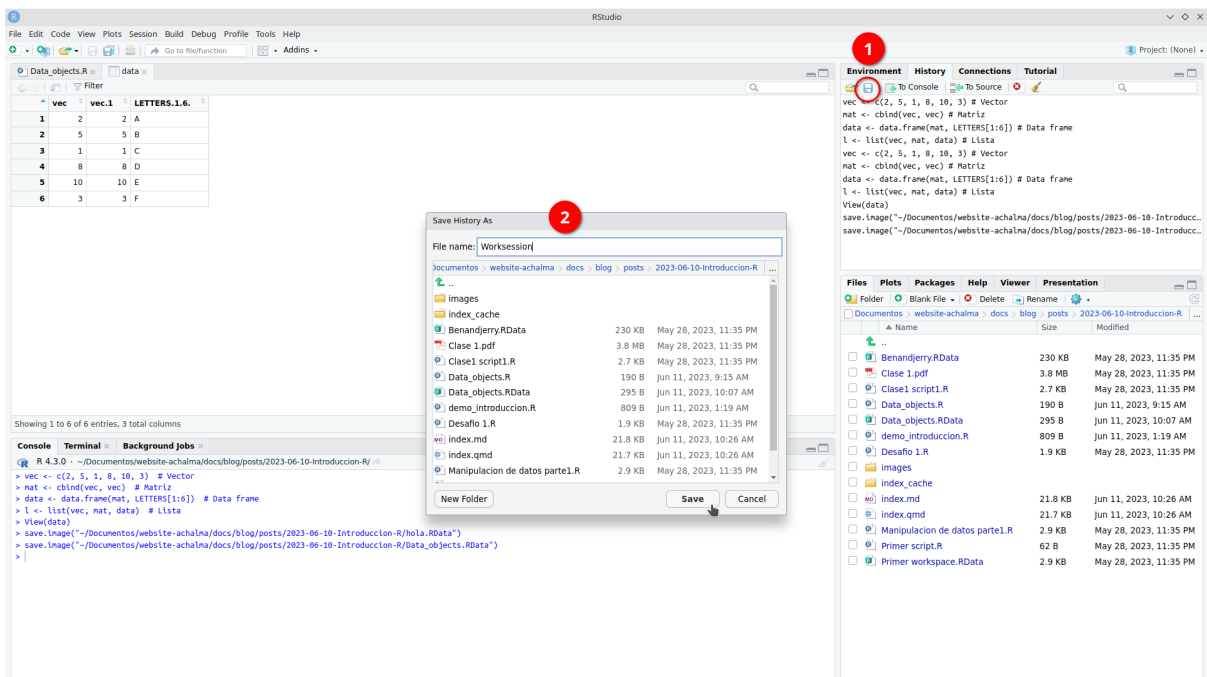 RStudio
File Edit Code View Plots Session Build Debug Profile Tools Help
Go to file/function Addins Project: (None)
Data_objects.R data
Filter
vec vec.1 LETTERS.1.6.
1 2 2 A
2 5 5 B
3 1 1 C
4 8 8 D
5 10 10 E
6 3 3 F
Showing 1 to 6 of 6 entries, 3 total columns
Console Terminal Background Jobs
R 4.3.0 · ~/Documentos/website-achalma/docs/blog/posts/2023-06-10-Introduccion-R/
> vec <- c(2, 5, 1, 8, 10, 3) # Vector
> mat <- cbind(vec, vec) # Matriz
> data <- data.frame(mat, LETTERS[1:6]) # Data frame
> l <- list(vec, mat, data) # Lista
> View(data)
> save.image("~/Documentos/website-achalma/docs/blog/posts/2023-06-10-Introduccion-R/hola.RData")
> save.image("~/Documentos/website-achalma/docs/blog/posts/2023-06-10-Introduccion-R/Data_objects.RData")
>
2
Save History As
File name: Worksession
Documentos > website-achalma > docs > blog > posts > 2023-06-10-Introduccion-R ...
..
images
index_cache
Benandjerry.RData 230 KB May 28, 2023, 11:35 PM
Clase 1.pdf 3.8 MB May 28, 2023, 11:35 PM
Clase1 script1.R 2.7 KB May 28, 2023, 11:35 PM
Data_objects.R 190 B Jun 11, 2023, 9:15 AM
Data_objects.RData 295 B Jun 11, 2023, 10:07 AM
demo_introduccion.R 809 B Jun 11, 2023, 1:19 AM
Desafio 1.R 1.9 KB May 28, 2023, 11:35 PM
index.md 21.8 KB Jun 11, 2023, 10:26 AM
index.qmd 21.7 KB Jun 11, 2023, 10:26 AM
Manipulacion de datos parte1.R 2.9 KB May 28, 2023, 11:35 PM
New Folder Save Cancel
1
Environment History Connections Tutorial
To Console To Source
vec <- c(2, 5, 1, 8, 10, 3) # Vector
mat <- cbind(vec, vec) # Matriz
data <- data.frame(mat, LETTERS[1:6]) # Data frame
l <- list(vec, mat, data) # Lista
vec <- c(2, 5, 1, 8, 10, 3) # Vector
mat <- cbind(vec, vec) # Matriz
data <- data.frame(mat, LETTERS[1:6]) # Data frame
l <- list(vec, mat, data) # Lista
View(data)
save.image("~/Documentos/website-achalma/docs/blog/posts/2023-06-10-Introducc…
save.image("~/Documentos/website-achalma/docs/blog/posts/2023-06-10-Introducc…
Files Plots Packages Help Viewer Presentation
Folder Blank File Delete Rename
Documentos > website-achalma > docs > blog > posts > 2023-06-10-Introduccion-R ...
Name Size Modified
..
Benandjerry.RData 230 KB May 28, 2023, 11:35 PM
Clase 1.pdf 3.8 MB May 28, 2023, 11:35 PM
Clase1 script1.R 2.7 KB May 28, 2023, 11:35 PM
Data_objects.R 190 B Jun 11, 2023, 9:15 AM
Data_objects.RData 295 B Jun 11, 2023, 10:07 AM
demo_introduccion.R 809 B Jun 11, 2023, 1:19 AM
Desafio 1.R 1.9 KB May 28, 2023, 11:35 PM
images
index_cache
index.md 21.8 KB Jun 11, 2023, 10:26 AM
index.qmd 21.7 KB Jun 11, 2023, 10:26 AM
Manipulacion de datos parte1.R 2.9 KB May 28, 2023, 11:35 PM
Primer script.R 62 B May 28, 2023, 11:35 PM
Primer workspace.RData 2.9 KB May 28, 2023, 11:35 PM